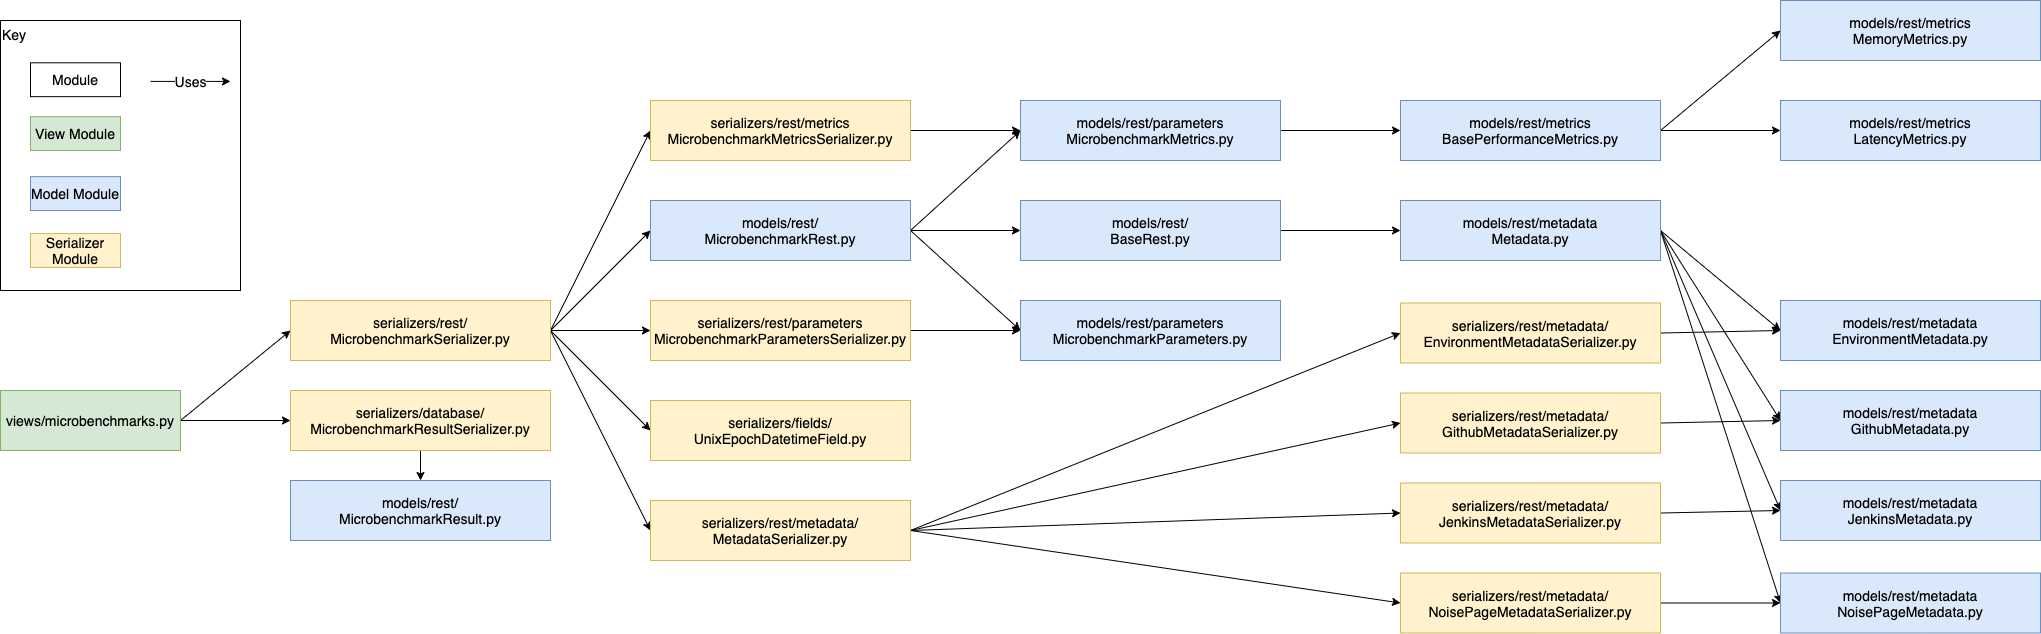 Key
Module
Uses
View Module
Model Module
Serializer
Module
views/microbenchmarks.py
serializers/rest/
MicrobenchmarkSerializer.py
serializers/database/
MicrobenchmarkResultSerializer.py
models/rest/
MicrobenchmarkResult.py
serializers/rest/metrics
MicrobenchmarkMetricsSerializer.py
models/rest/
MicrobenchmarkRest.py
serializers/rest/parameters
MicrobenchmarkParametersSerializer.py
serializers/fields/
UnixEpochDatetimeField.py
serializers/rest/metadata/
MetadataSerializer.py
models/rest/parameters
MicrobenchmarkMetrics.py
models/rest/
BaseRest.py
models/rest/parameters
MicrobenchmarkParameters.py
models/rest/metrics
BasePerformanceMetrics.py
models/rest/metadata
Metadata.py
serializers/rest/metadata/
EnvironmentMetadataSerializer.py
serializers/rest/metadata/
GithubMetadataSerializer.py
serializers/rest/metadata/
JenkinsMetadataSerializer.py
serializers/rest/metadata/
NoisePageMetadataSerializer.py
models/rest/metrics
MemoryMetrics.py
models/rest/metrics
LatencyMetrics.py
models/rest/metadata
EnvironmentMetadata.py
models/rest/metadata
GithubMetadata.py
models/rest/metadata
JenkinsMetadata.py
models/rest/metadata
NoisePageMetadata.py